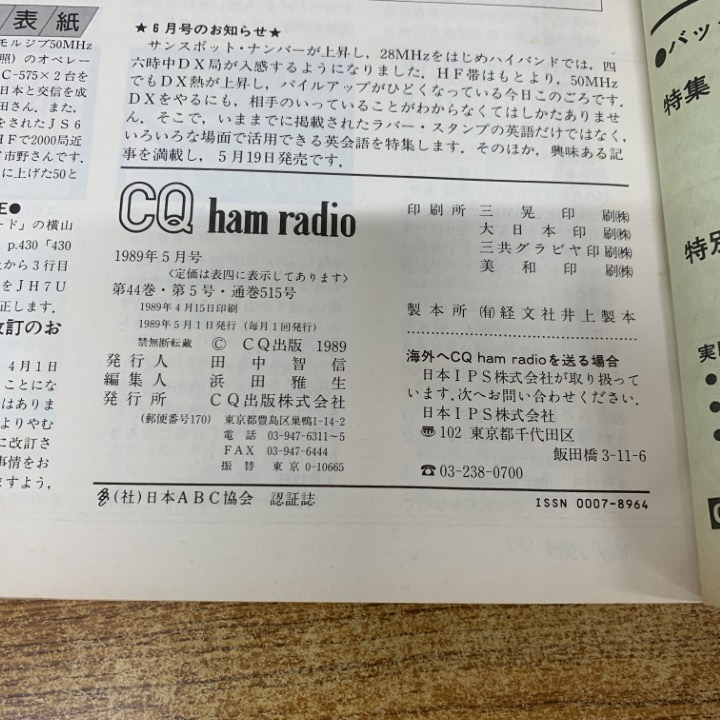 表/紙
モルジブ50MHz
照）のオペレー
C-575×2台を
日本と交信を成
田さん．また，
をされたJS6
HFで2000局近
市野さんです．
に上げた50と
E●
ード」の横山
p.430「430
上から3行目
をJH7U
正します．
改訂のお
4月1日
ことにな
はありま
よりやむ
に改訂さ
事情をお
ますよう，
★6月号のお知らせ★
サンスポット・ナンバーが上昇し，28MHzをはじめハイバンドでは，四
六時中DX局が入感するようになりました．HF帯はもとより，50MHz
でもDX熱が上昇し，パイルアップがひどくなっている今日このごろです．
DXをやるにも，相手のいっていることがわからなくてはしかたありませ
ん．そこで，いままでに掲載されたラバー・スタンプの英語だけではなく，
いろいろな場面で活用できる英会話を特集します．そのほか，興味ある記
事を満載し，5月19日発売です．
CQ ham radio
1989年5月号
〈定価は表四に表示してあります〉
第44巻・第5号・通巻515号
1989年4月15日印刷
1989年5月1日発行（毎月1回発行）
禁無断転載 © CQ出版 1989
発行人 田中智信
編集人 浜田雅生
発行所 CQ出版株式会社
（郵便番号170） 東京都豊島区巣鴨1-14-2
電話 03-947-6311〜5
FAX 03-947-6444
振替 東京 0-10665
印刷所 三晃印刷㈱
大日本印刷㈱
三共グラビヤ印刷㈱
美和印刷㈱
製本所 ㈲経文社井上製本
海外へCQ ham radioを送る場合
日本IPS株式会社が取り扱って
います．次へお問い合わせください．
日本IPS株式会社
〠102 東京都千代田区
飯田橋3-11-6
☎03-238-0700
（社）日本ABC協会 認証誌
ISSN 0007-8964
●バッ
特集
特別
実